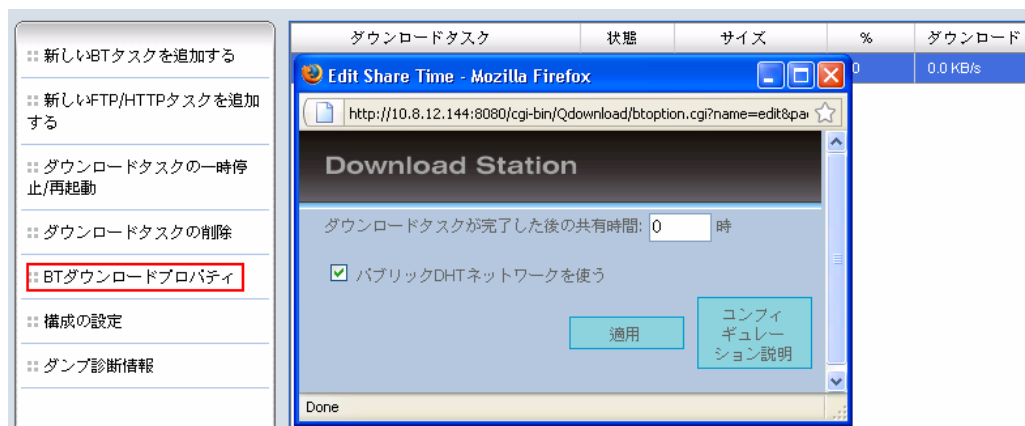 新しいBTタスクを追加する
新しいFTP/HTTPタスクを追加
する
ダウンロードタスクの一時停
止/再起動
ダウンロードタスクの削除
BTダウンロードプロパティ
構成の設定
ダンプ診断情報
ダウンロードタスク 状態 サイズ % ダウンロード
0 0.0 KB/s
Edit Share Time - Mozilla Firefox
http://10.8.12.144:8080/cgi-bin/Qdownload/btoption.cgi?name=edit&pa
Download Station
ダウンロードタスクが完了した後の共有時間: 0 時
パブリックDHTネットワークを使う
適用
コンフィ
ギュレー
ション説明
Done